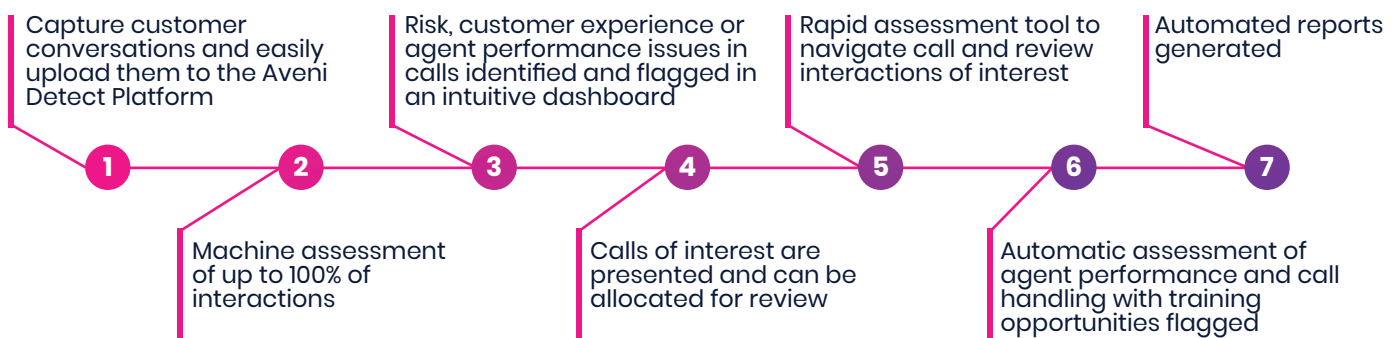 Capture customer
conversations and easily
upload them to the Aveni
Detect Platform
Risk, customer experience or
agent performance issues in
calls identified and flagged in
an intuitive dashboard
Rapid assessment tool to
navigate call and review
interactions of interest
Automated reports
generated
1
2
3
4
5
6
7
Machine assessment
of up to 100% of
interactions
Calls of interest are
presented and can be
allocated for review
Automatic assessment of
agent performance and call
handling with training
opportunities flagged